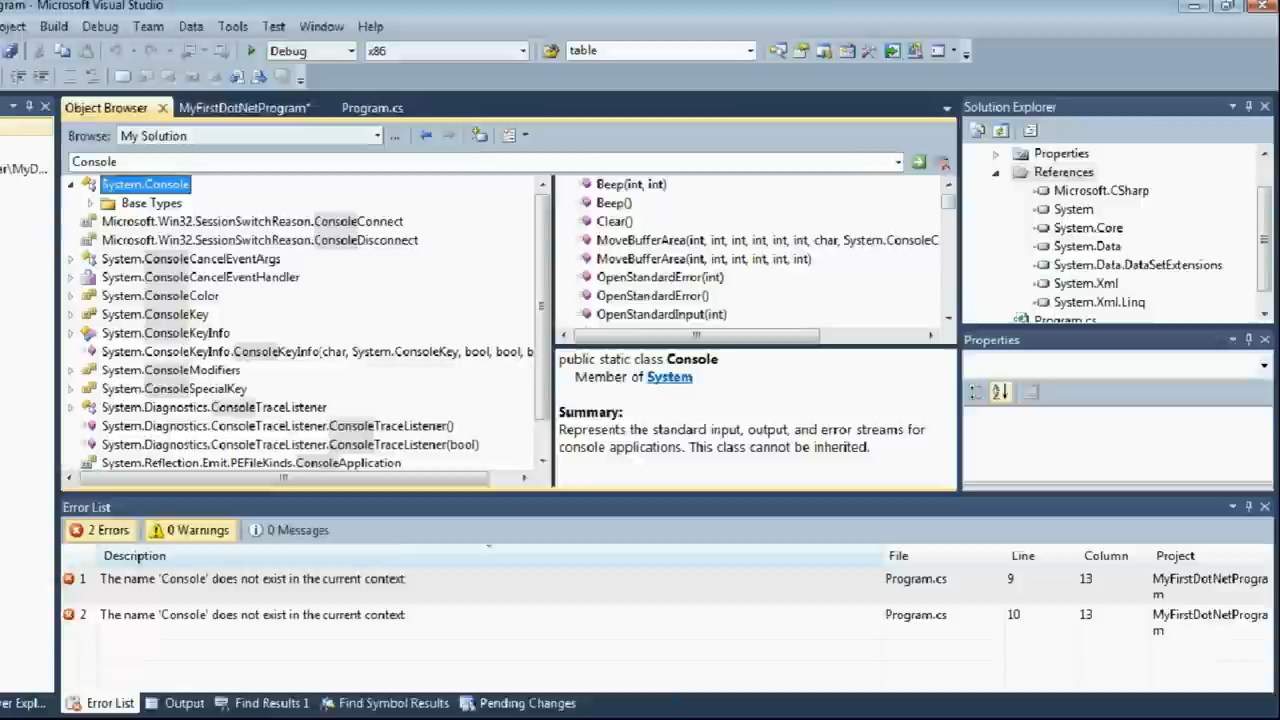 gram - Microsoft Visual Studio
oject Build Debug Team Data Tools Test Window Help
Debug x86 table
Object Browser MyFirstDotNetProgram* Program.cs
Browse: My Solution ...
Console
er\MyD...
System.Console
Base Types
Microsoft.Win32.SessionSwitchReason.ConsoleConnect
Microsoft.Win32.SessionSwitchReason.ConsoleDisconnect
System.ConsoleCancelEventArgs
System.ConsoleCancelEventHandler
System.ConsoleColor
System.ConsoleKey
System.ConsoleKeyInfo
System.ConsoleKeyInfo.ConsoleKeyInfo(char, System.ConsoleKey, bool, bool, b
System.ConsoleModifiers
System.ConsoleSpecialKey
System.Diagnostics.ConsoleTraceListener
System.Diagnostics.ConsoleTraceListener.ConsoleTraceListener()
System.Diagnostics.ConsoleTraceListener.ConsoleTraceListener(bool)
System.Reflection.Emit.PEFileKinds.ConsoleApplication
Beep(int, int)
Beep()
Clear()
MoveBufferArea(int, int, int, int, int, int, char, System.ConsoleC
MoveBufferArea(int, int, int, int, int, int)
OpenStandardError(int)
OpenStandardError()
OpenStandardInput(int)
public static class Console
Member of System
Summary:
Represents the standard input, output, and error streams for
console applications. This class cannot be inherited.
Solution Explorer
Properties
References
Microsoft.CSharp
System
System.Core
System.Data
System.Data.DataSetExtensions
System.Xml
System.Xml.Linq
Program.cs
Properties
Error List
2 Errors 0 Warnings 0 Messages
Description File Line Column Project
1 The name 'Console' does not exist in the current context Program.cs 9 13 MyFirstDotNetProgra
m
2 The name 'Console' does not exist in the current context Program.cs 10 13 MyFirstDotNetProgra
m
ver Expl... Error List Output Find Results 1 Find Symbol Results Pending Changes